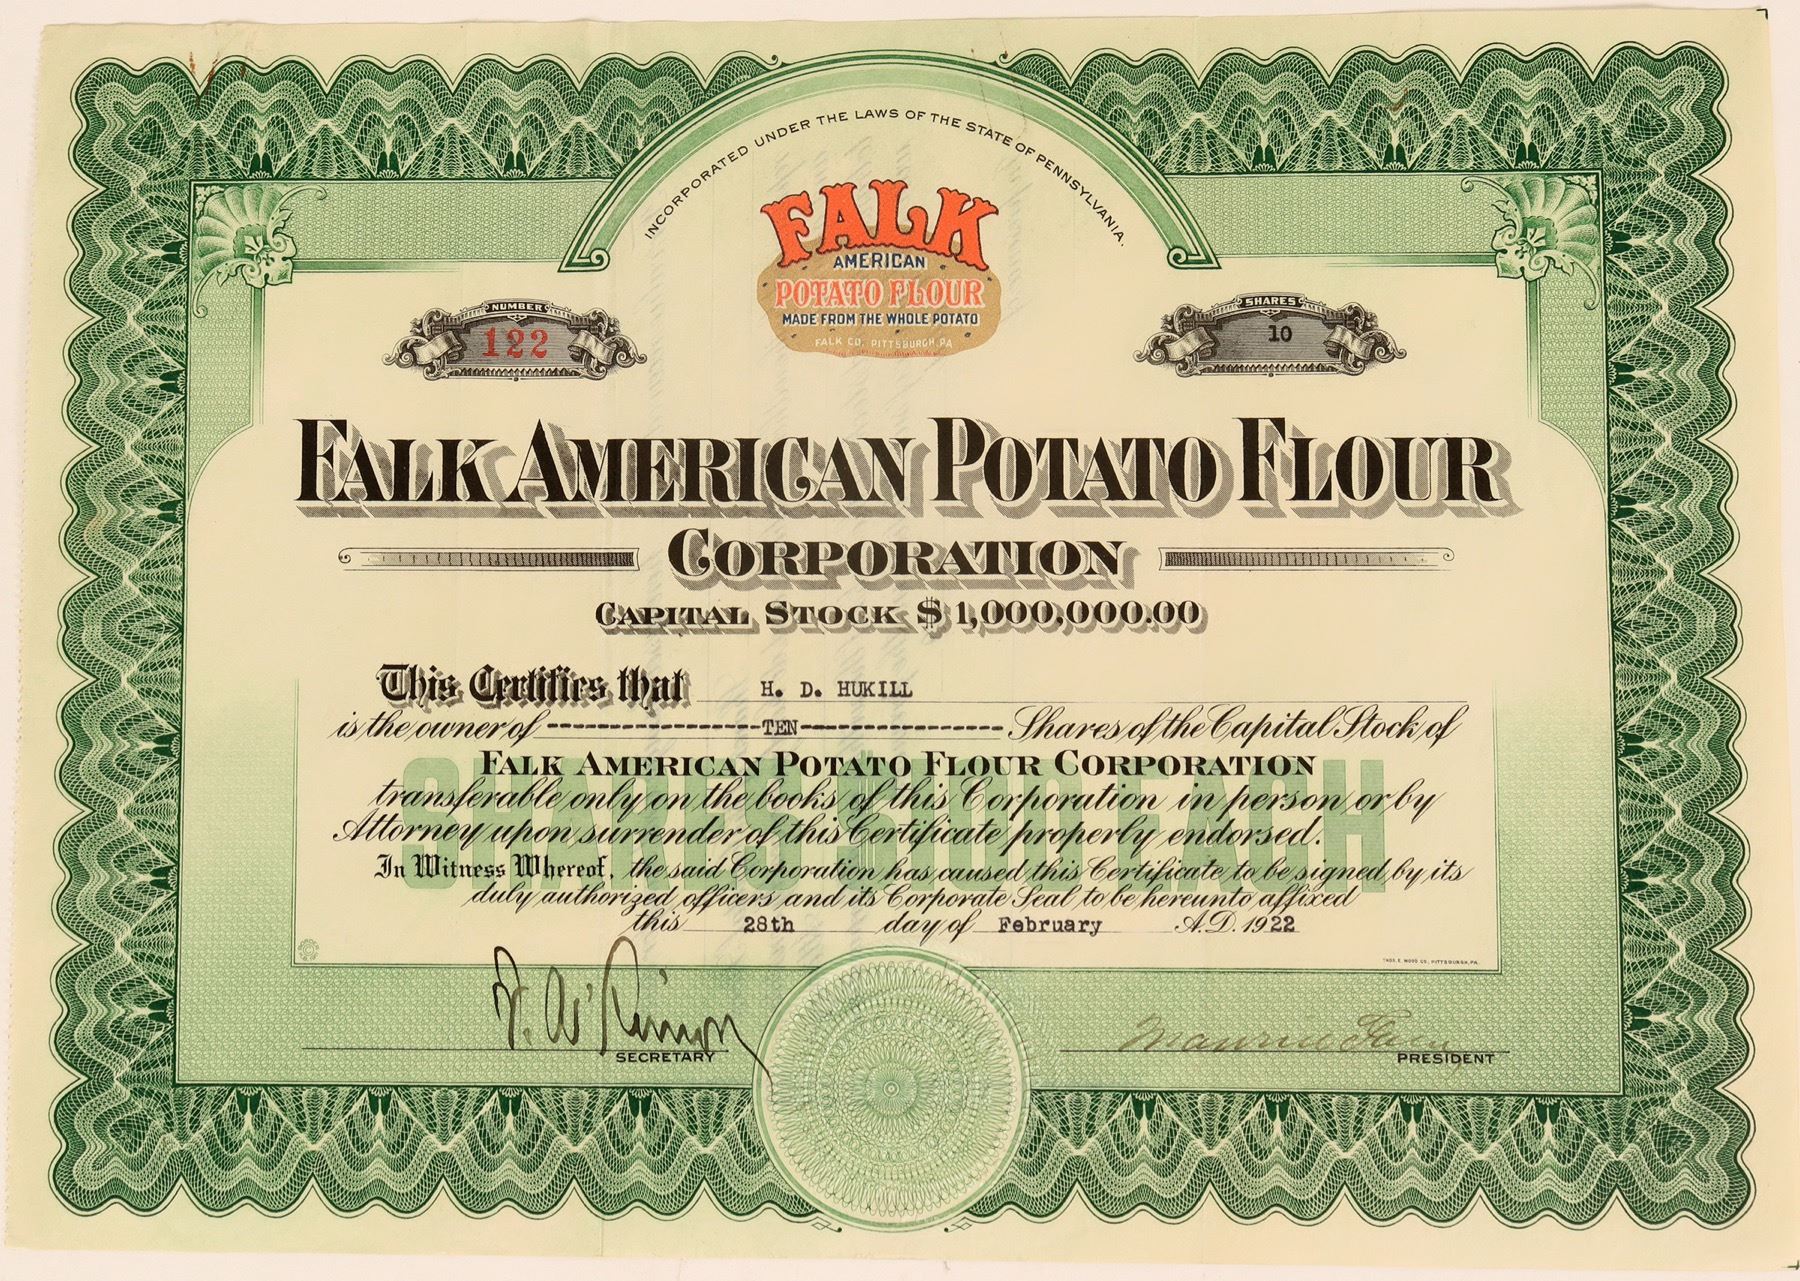 INCORPORATED UNDER THE LAWS OF THE STATE OF PENNSYLVANIA.
FALK
AMERICAN
POTATO FLOUR
MADE FROM THE WHOLE POTATO
FALK CO. PITTSBURGH, PA
NUMBER
122
SHARES
10
FALK AMERICAN POTATO FLOUR
CORPORATION
CAPITAL STOCK $1,000,000.00
This Certifies that H. D. HUKILL
is the owner of --------------------TEN-------------------- Shares of the Capital Stock of
FALK AMERICAN POTATO FLOUR CORPORATION
transferable only on the books of this Corporation in person or by
Attorney upon surrender of this Certificate properly endorsed.
SHARES $100 EACH
In Witness Whereof, the said Corporation has caused this Certificate to be signed by its
duly authorized officers and its Corporate Seal to be hereunto affixed
this 28th day of February A.D. 1922
THOS. E. WOOD CO., PITTSBURGH, PA.
SECRETARY
PRESIDENT